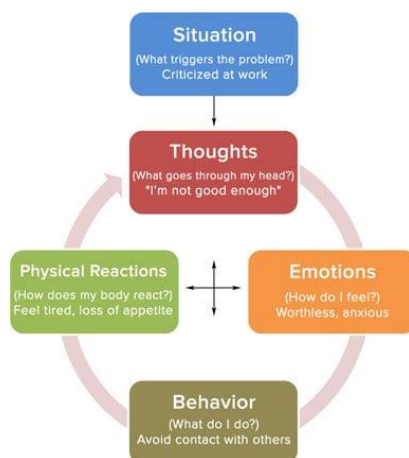 Situation
(What triggers the problem?)
Criticized at work
Thoughts
(What goes through my head?)
"I'm not good enough"
Physical Reactions
(How does my body react?)
Feel tired, loss of appetite
Emotions
(How do I feel?)
Worthless, anxious
Behavior
(What do I do?)
Avoid contact with others